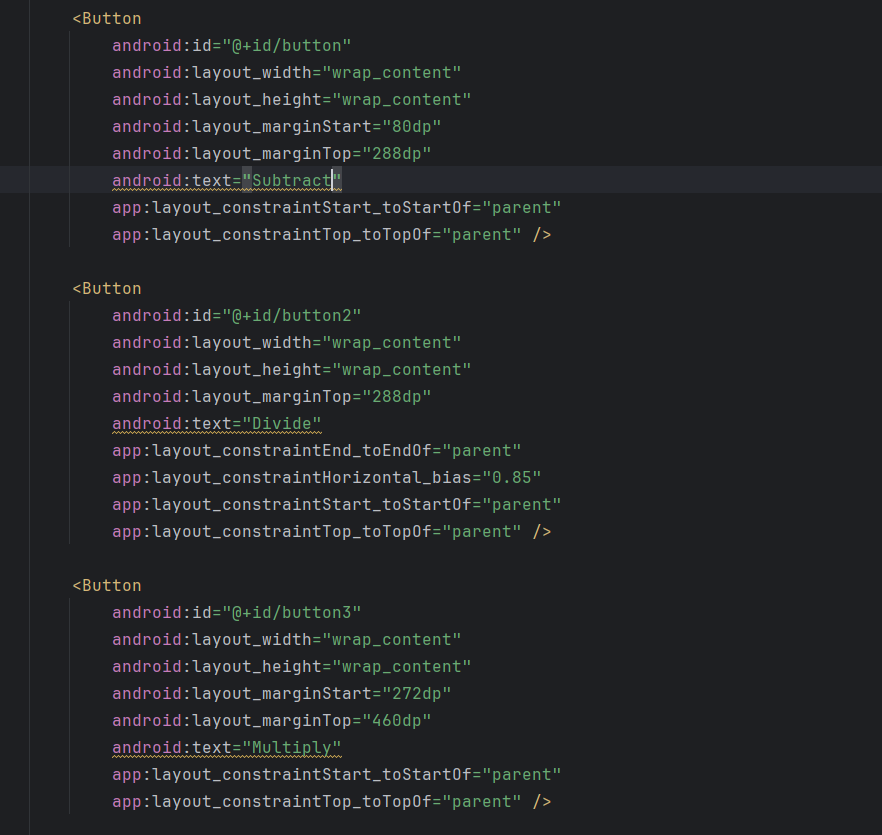 <Button
android:id="@+id/button"
android:layout_width="wrap_content"
android:layout_height="wrap_content"
android:layout_marginStart="80dp"
android:layout_marginTop="288dp"
android:text="Subtract"
app:layout_constraintStart_toStartOf="parent"
app:layout_constraintTop_toTopOf="parent" />
<Button
android:id="@+id/button2"
android:layout_width="wrap_content"
android:layout_height="wrap_content"
android:layout_marginTop="288dp"
android:text="Divide"
app:layout_constraintEnd_toEndOf="parent"
app:layout_constraintHorizontal_bias="0.85"
app:layout_constraintStart_toStartOf="parent"
app:layout_constraintTop_toTopOf="parent" />
<Button
android:id="@+id/button3"
android:layout_width="wrap_content"
android:layout_height="wrap_content"
android:layout_marginStart="272dp"
android:layout_marginTop="460dp"
android:text="Multiply"
app:layout_constraintStart_toStartOf="parent"
app:layout_constraintTop_toTopOf="parent" />